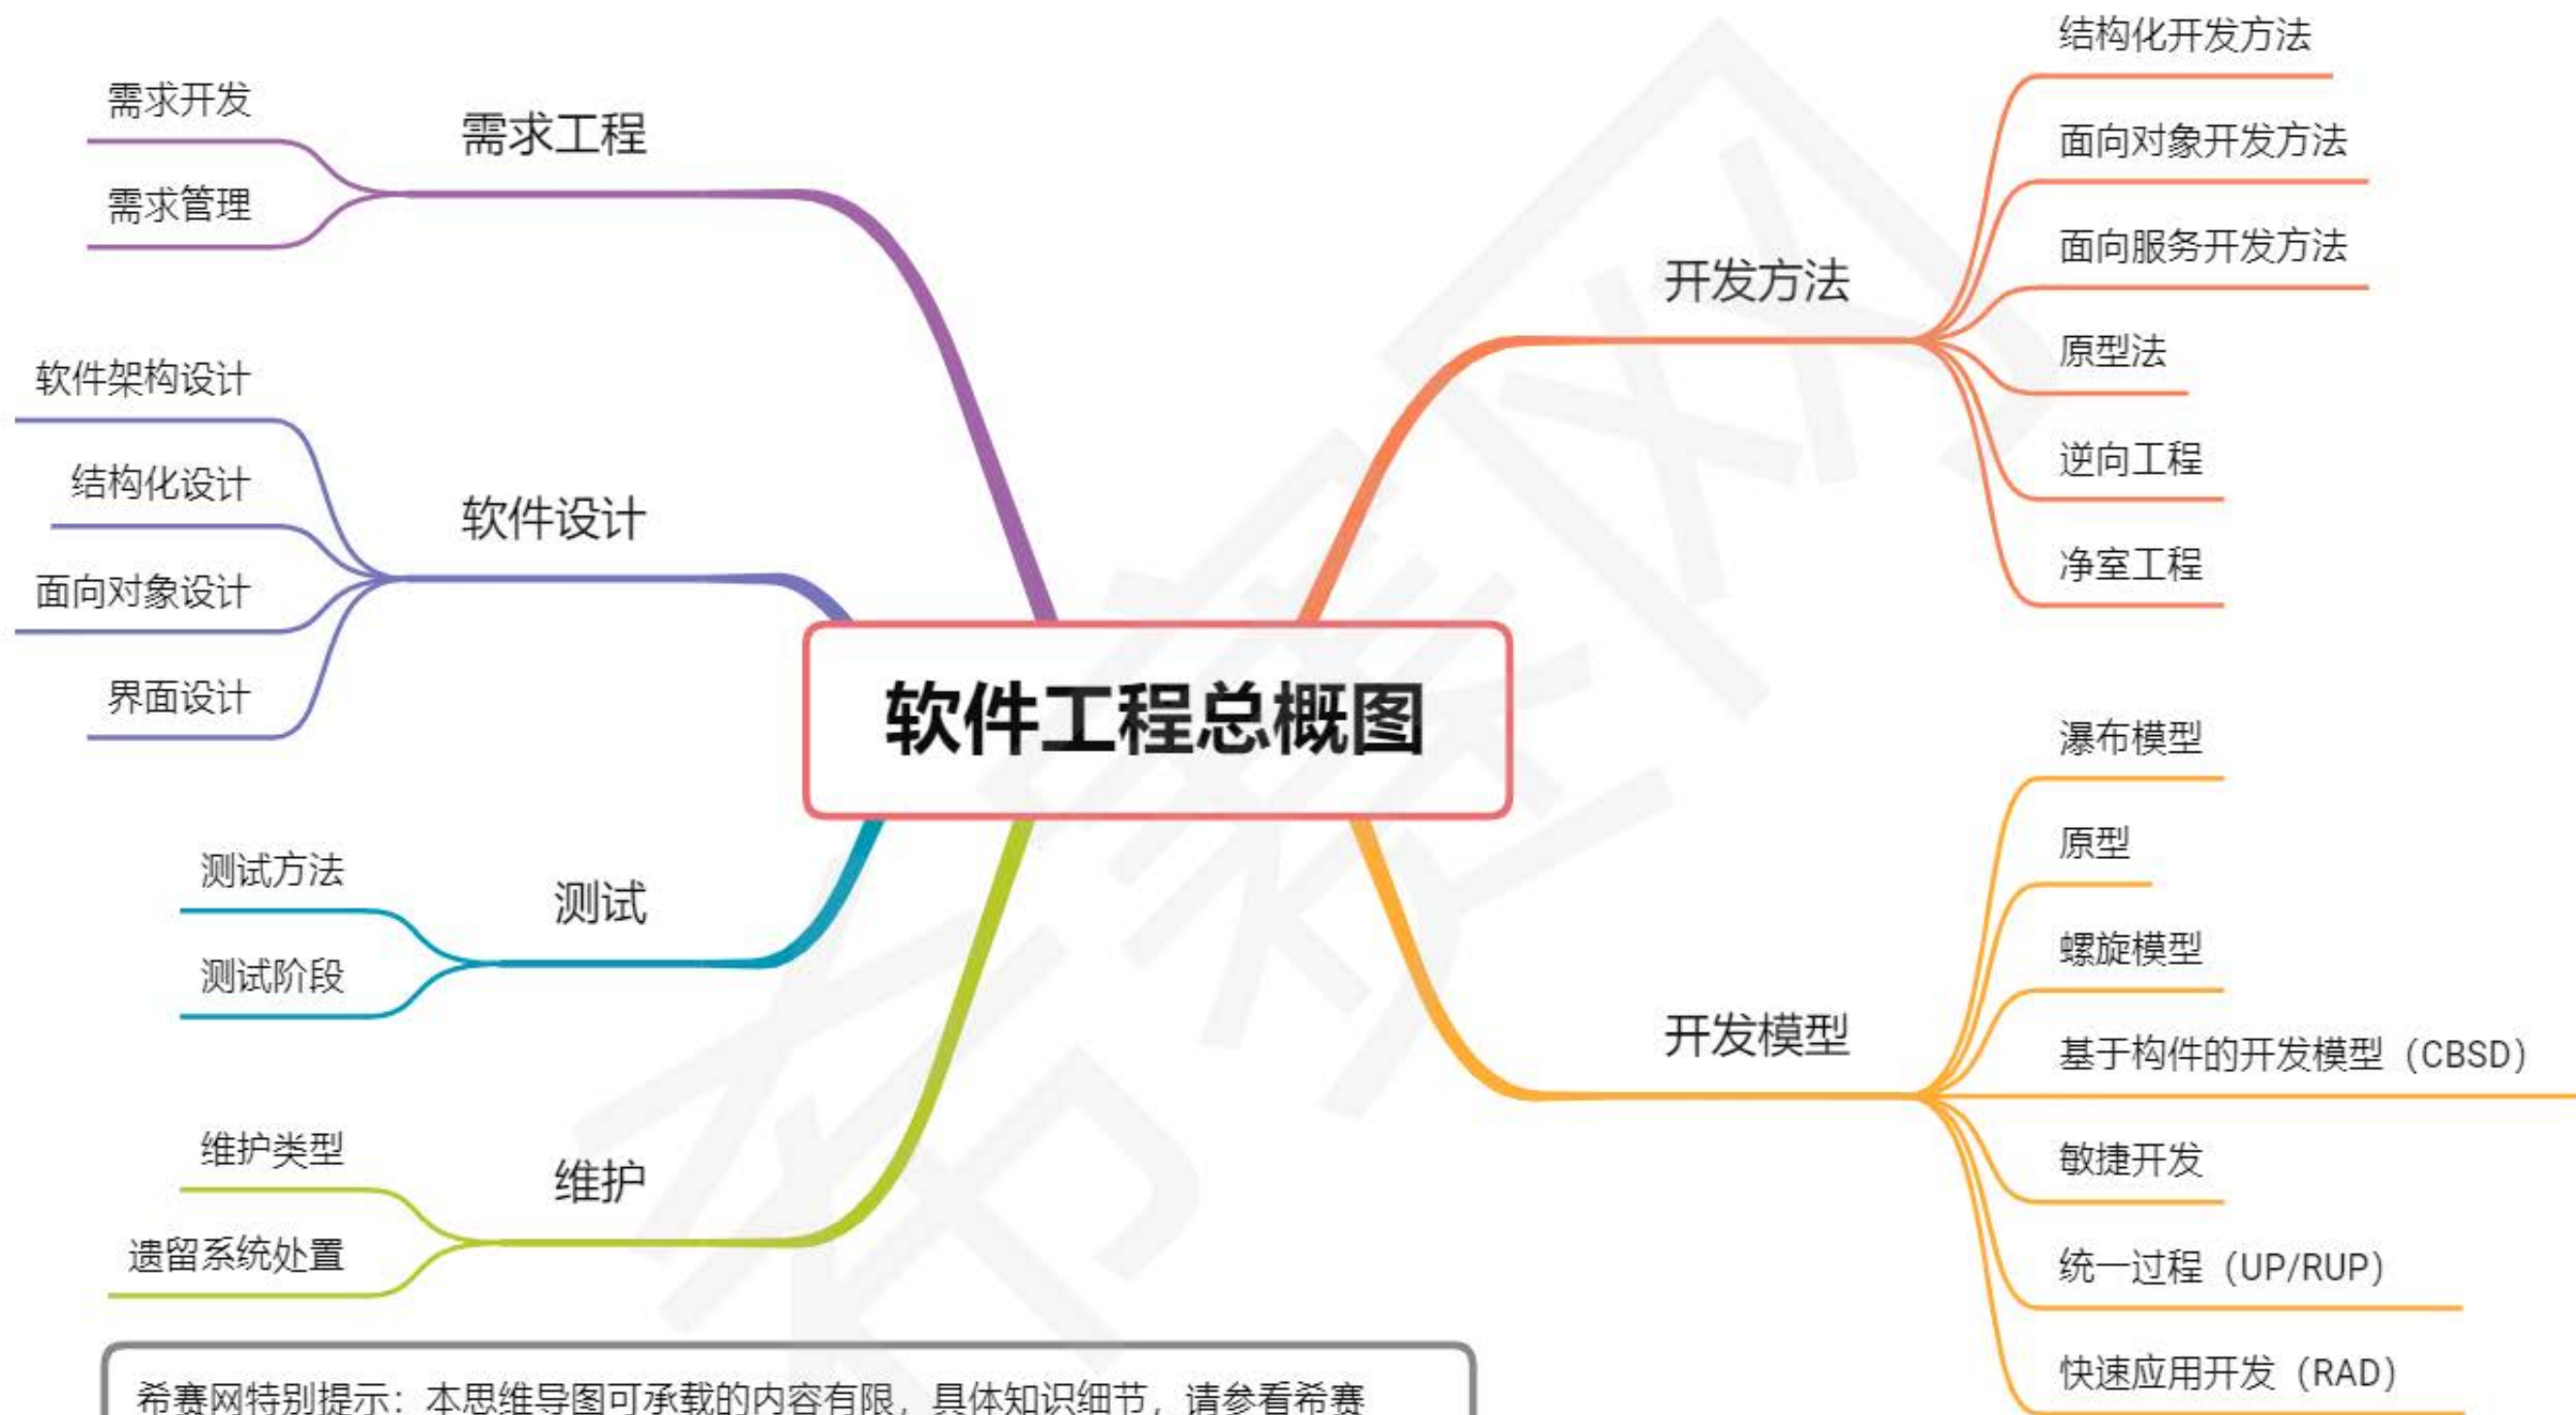 软件工程总概图
需求工程
需求开发
需求管理
软件设计
软件架构设计
结构化设计
面向对象设计
界面设计
测试
测试方法
测试阶段
维护
维护类型
遗留系统处置
开发方法
结构化开发方法
面向对象开发方法
面向服务开发方法
原型法
逆向工程
净室工程
开发模型
瀑布模型
原型
螺旋模型
基于构件的开发模型（CBSD）
敏捷开发
统一过程（UP/RUP）
快速应用开发（RAD）
希赛网特别提示：本思维导图可承载的内容有限，具体知识细节，请参看希赛
希赛网